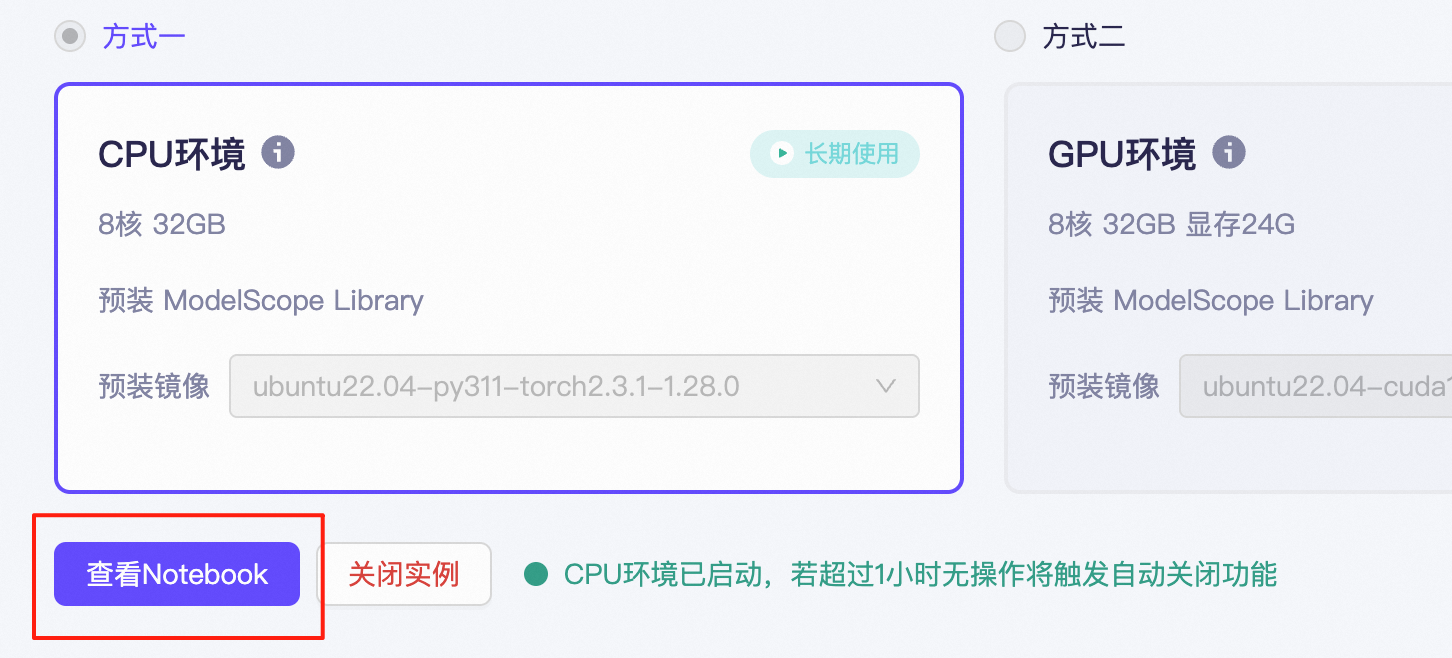 方式一
方式二
CPU环境
长期使用
8核 32GB
预装 ModelScope Library
预装镜像 ubuntu22.04-py311-torch2.3.1-1.28.0
GPU环境
8核 32GB 显存24G
预装 ModelScope Library
预装镜像 ubuntu22.04-cuda
查看Notebook
关闭实例
CPU环境已启动，若超过1小时无操作将触发自动关闭功能